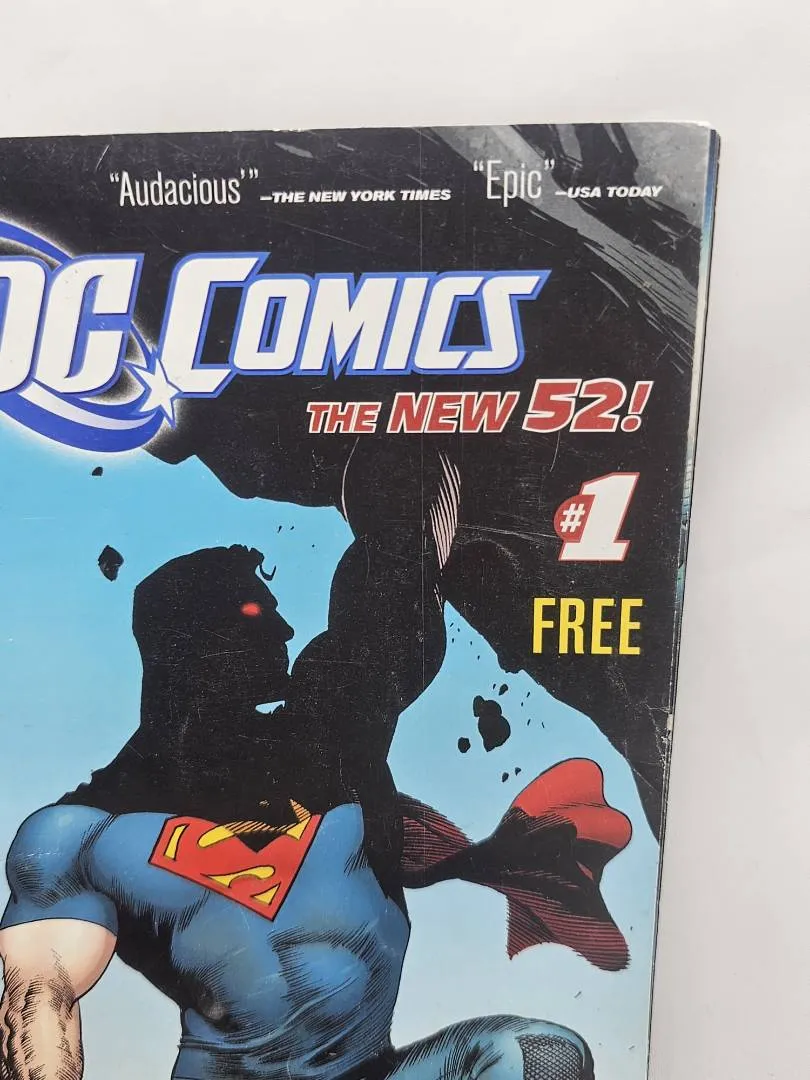 “Audacious’” —THE NEW YORK TIMES “Epic” —USA TODAY
DC COMICS
THE NEW 52!
#1
FREE
S